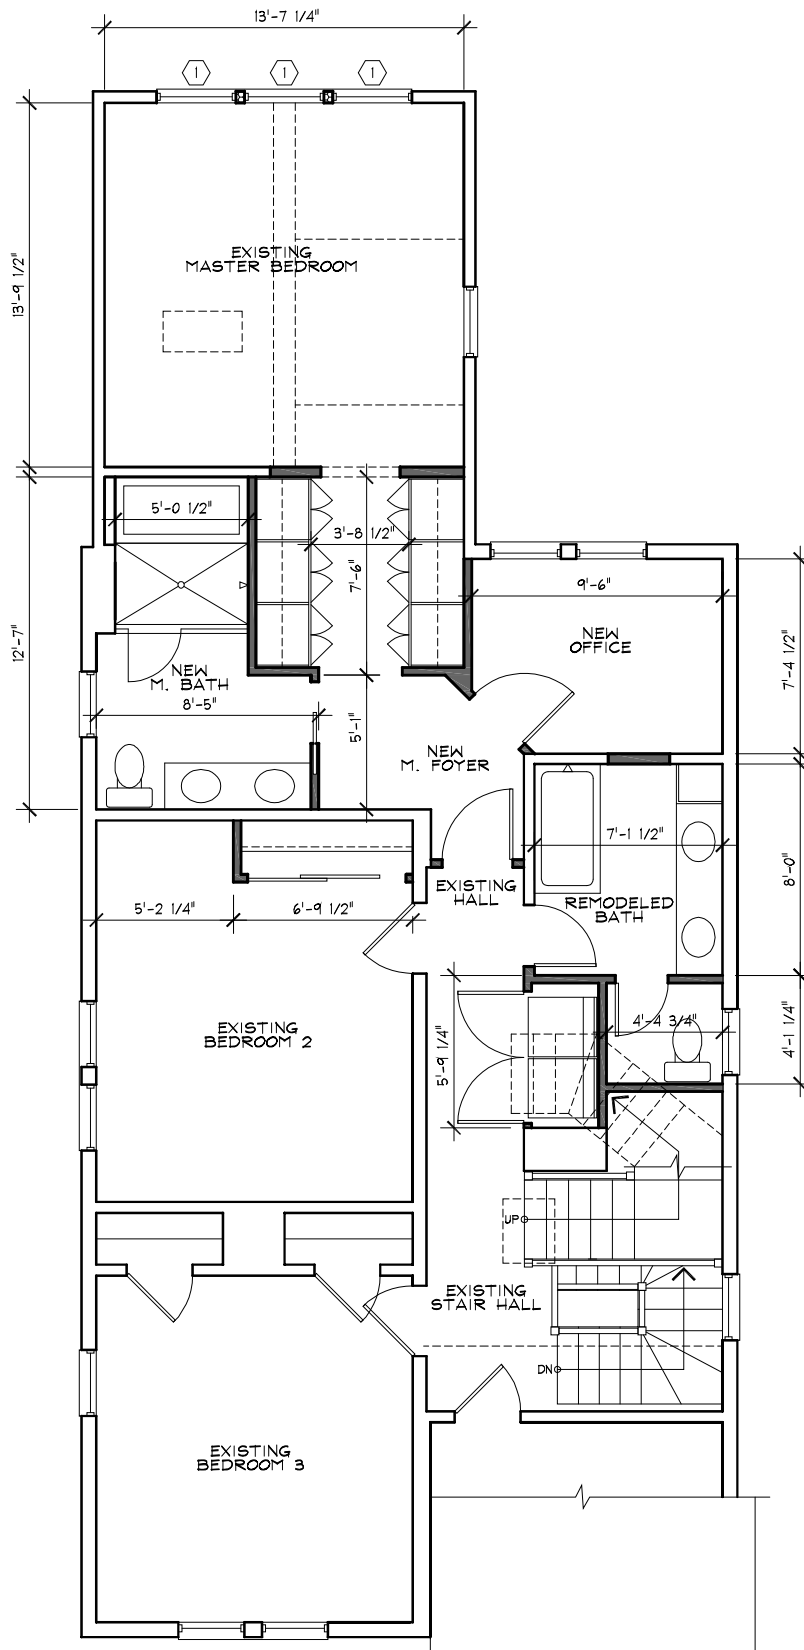 13'-7 1/4"
1 1 1
13'-9 1/2"
EXISTING
MASTER BEDROOM
5'-0 1/2"
3'-8 1/2"
7'-6"
12'-7"
9'-6"
NEW
OFFICE
7'-4 1/2"
NEW
M. BATH
8'-5"
5'-1"
NEW
M. FOYER
7'-1 1/2"
8'-0"
EXISTING
HALL
REMODELED
BATH
5'-2 1/4"
6'-9 1/2"
EXISTING
BEDROOM 2
5'-9 1/4"
4'-4 3/4"
4'-1 1/4"
UP
EXISTING
STAIR HALL
DN
EXISTING
BEDROOM 3